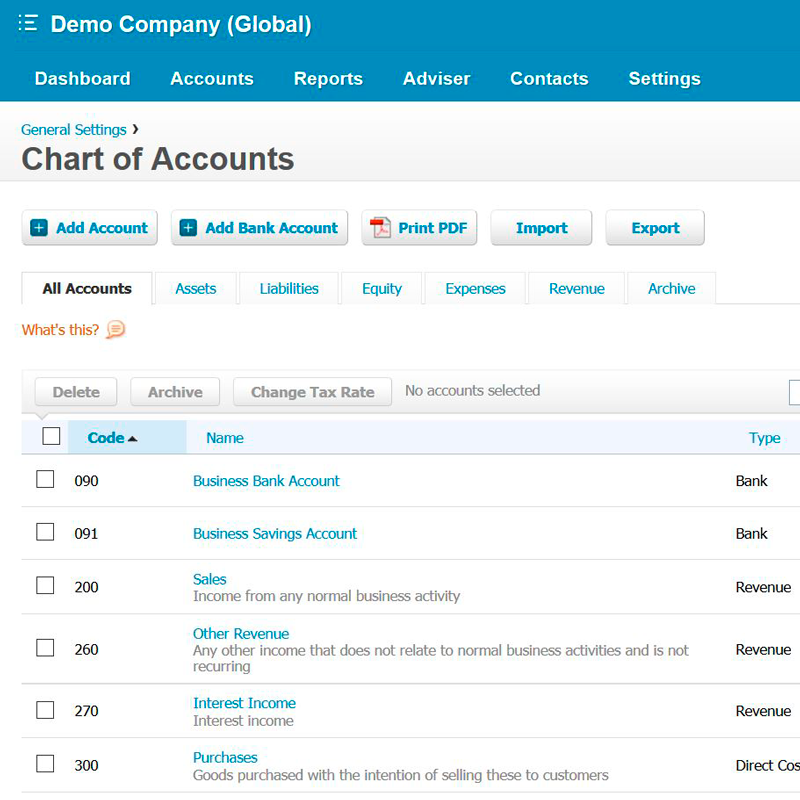 Demo Company (Global)
Dashboard Accounts Reports Adviser Contacts Settings
General Settings ›
Chart of Accounts
Add Account Add Bank Account Print PDF Import Export
All Accounts Assets Liabilities Equity Expenses Revenue Archive
What's this?
Delete Archive Change Tax Rate No accounts selected
Code Name Type
090 Business Bank Account Bank
091 Business Savings Account Bank
200 Sales Revenue
Income from any normal business activity
260 Other Revenue Revenue
Any other income that does not relate to normal business activities and is not
recurring
270 Interest Income Revenue
Interest income
300 Purchases Direct Cos
Goods purchased with the intention of selling these to customers